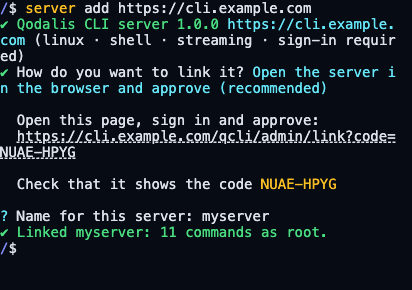 /$ server add https://cli.example.com
✔ Qodalis CLI server 1.0.0 https://cli.example.
com (linux · shell · streaming · sign-in requir
ed)
✔ How do you want to link it? Open the server i
n the browser and approve (recommended)
Open this page, sign in and approve:
https://cli.example.com/qcli/admin/link?code=
NUAE-HPYG
Check that it shows the code NUAE-HPYG
? Name for this server: myserver
✔ Linked myserver: 11 commands as root.
/$